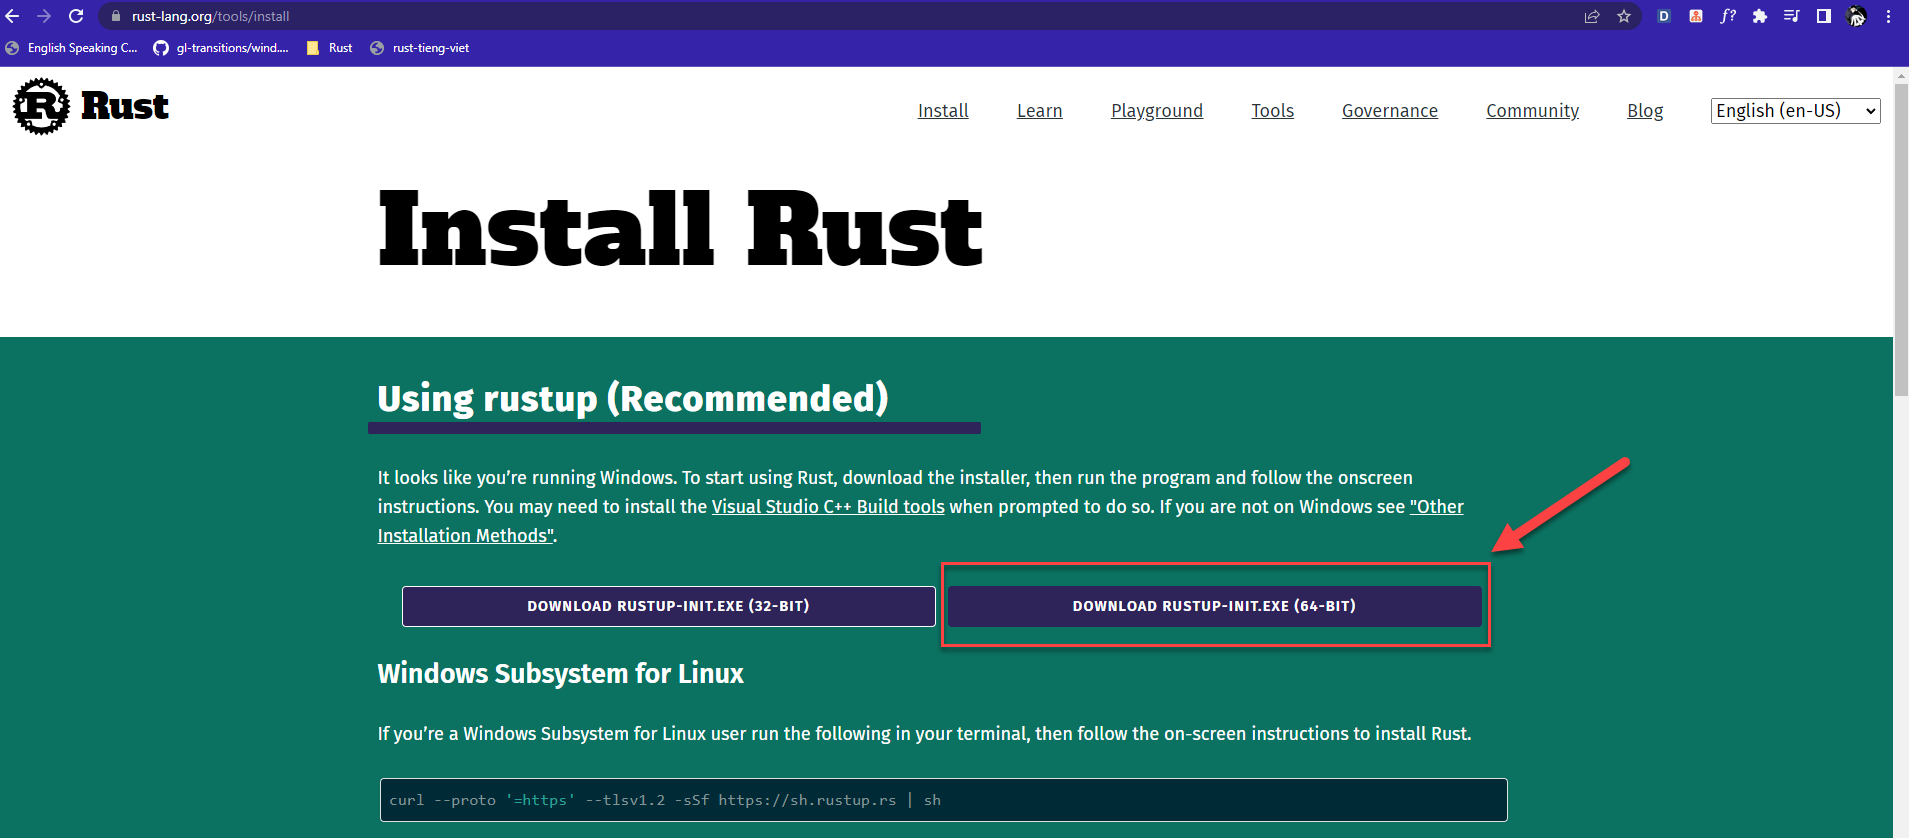 rust-lang.org/tools/install
English Speaking C...
gl-transitions/wind....
Rust
rust-tieng-viet
Rust
Install
Learn
Playground
Tools
Governance
Community
Blog
English (en-US)
Install Rust
Using rustup (Recommended)
It looks like you’re running Windows. To start using Rust, download the installer, then run the program and follow the onscreen
instructions. You may need to install the Visual Studio C++ Build tools when prompted to do so. If you are not on Windows see "Other
Installation Methods".
DOWNLOAD RUSTUP-INIT.EXE (32-BIT)
DOWNLOAD RUSTUP-INIT.EXE (64-BIT)
Windows Subsystem for Linux
If you’re a Windows Subsystem for Linux user run the following in your terminal, then follow the on-screen instructions to install Rust.
curl --proto '=https' --tlsv1.2 -sSf https://sh.rustup.rs | sh